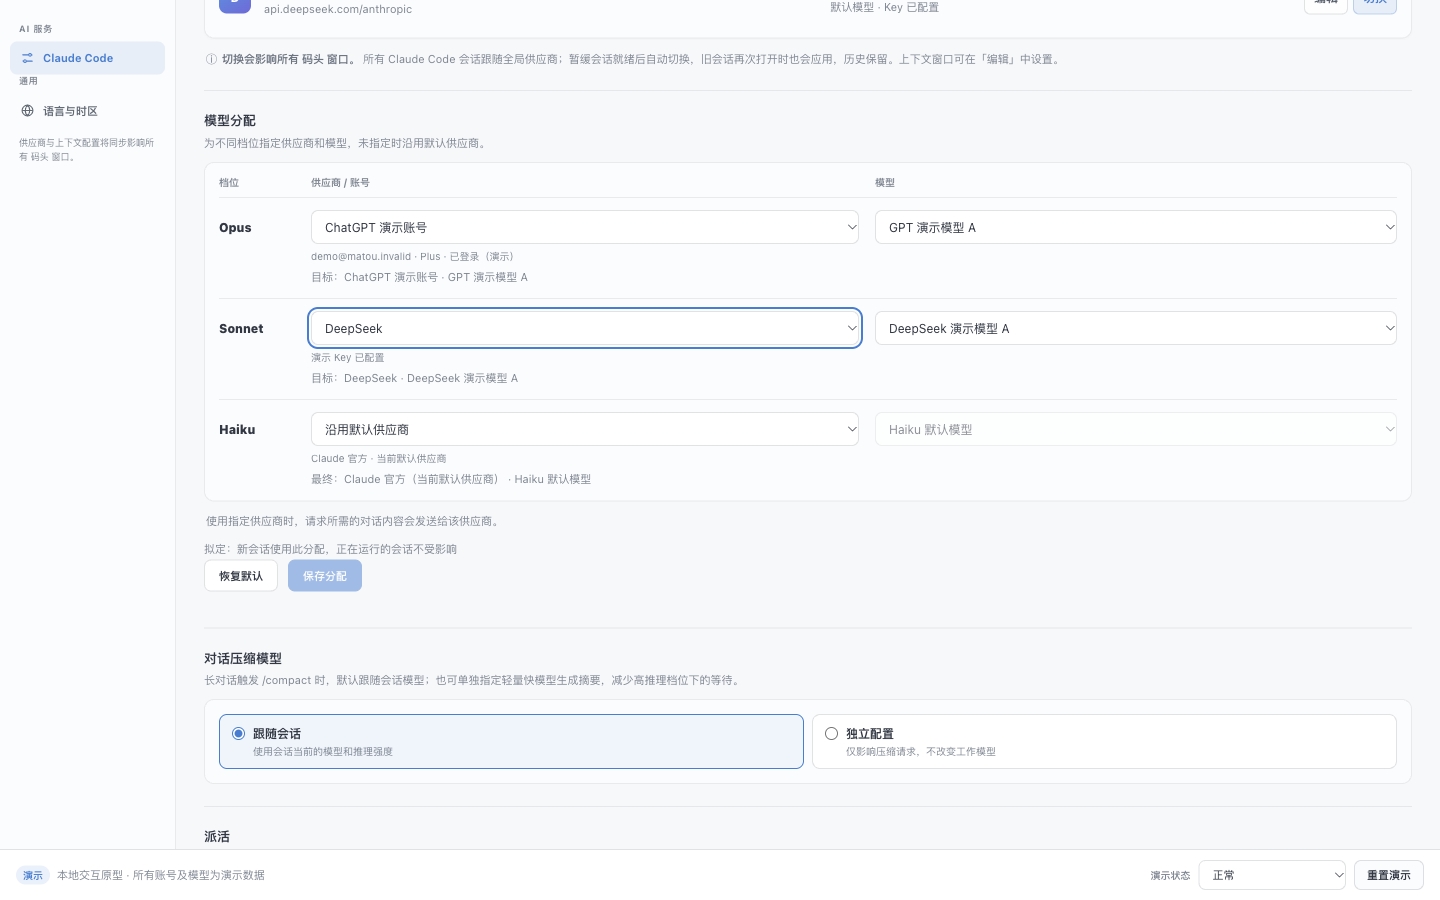 AI 服务
Claude Code
通用
语言与时区
供应商与上下文配置将同步影响所
有 码头 窗口。
api.deepseek.com/anthropic
默认模型 · Key 已配置
编辑
切换
ⓘ 切换会影响所有 码头 窗口。 所有 Claude Code 会话跟随全局供应商；暂缓会话就绪后自动切换，旧会话再次打开时也会应用，历史保留。上下文窗口可在「编辑」中设置。
模型分配
为不同档位指定供应商和模型，未指定时沿用默认供应商。
档位
供应商 / 账号
模型
Opus
ChatGPT 演示账号
GPT 演示模型 A
demo@matou.invalid · Plus · 已登录（演示）
目标：ChatGPT 演示账号 · GPT 演示模型 A
Sonnet
DeepSeek
DeepSeek 演示模型 A
演示 Key 已配置
目标：DeepSeek · DeepSeek 演示模型 A
Haiku
沿用默认供应商
Haiku 默认模型
Claude 官方 · 当前默认供应商
最终：Claude 官方（当前默认供应商） · Haiku 默认模型
使用指定供应商时，请求所需的对话内容会发送给该供应商。
拟定：新会话使用此分配，正在运行的会话不受影响
恢复默认
保存分配
对话压缩模型
长对话触发 /compact 时，默认跟随会话模型；也可单独指定轻量快模型生成摘要，减少高推理档位下的等待。
跟随会话
使用会话当前的模型和推理强度
独立配置
仅影响压缩请求，不改变工作模型
派活
演示
本地交互原型 · 所有账号及模型为演示数据
演示状态
正常
重置演示